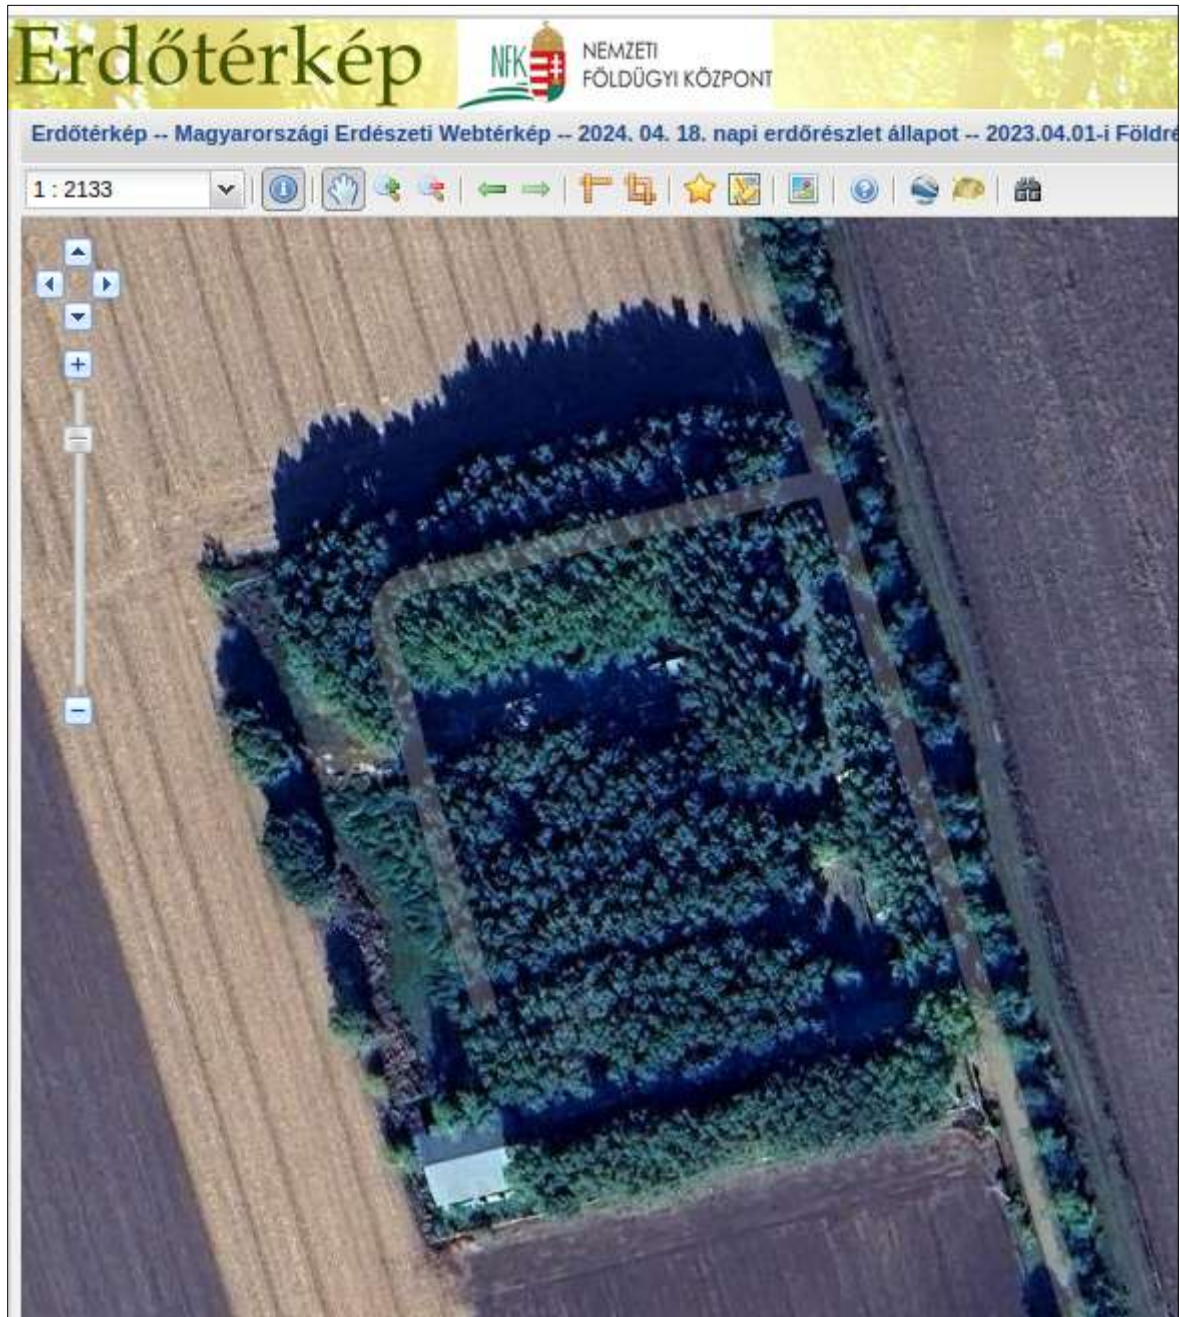 Erdőtérkép
NFK
NEMZETI
FÖLDÜGYI KÖZPONT
Erdőtérkép -- Magyarországi Erdészeti Webtérkép -- 2024. 04. 18. napi erdőrészlet állapot -- 2023.04.01-i Földré
1 : 2133